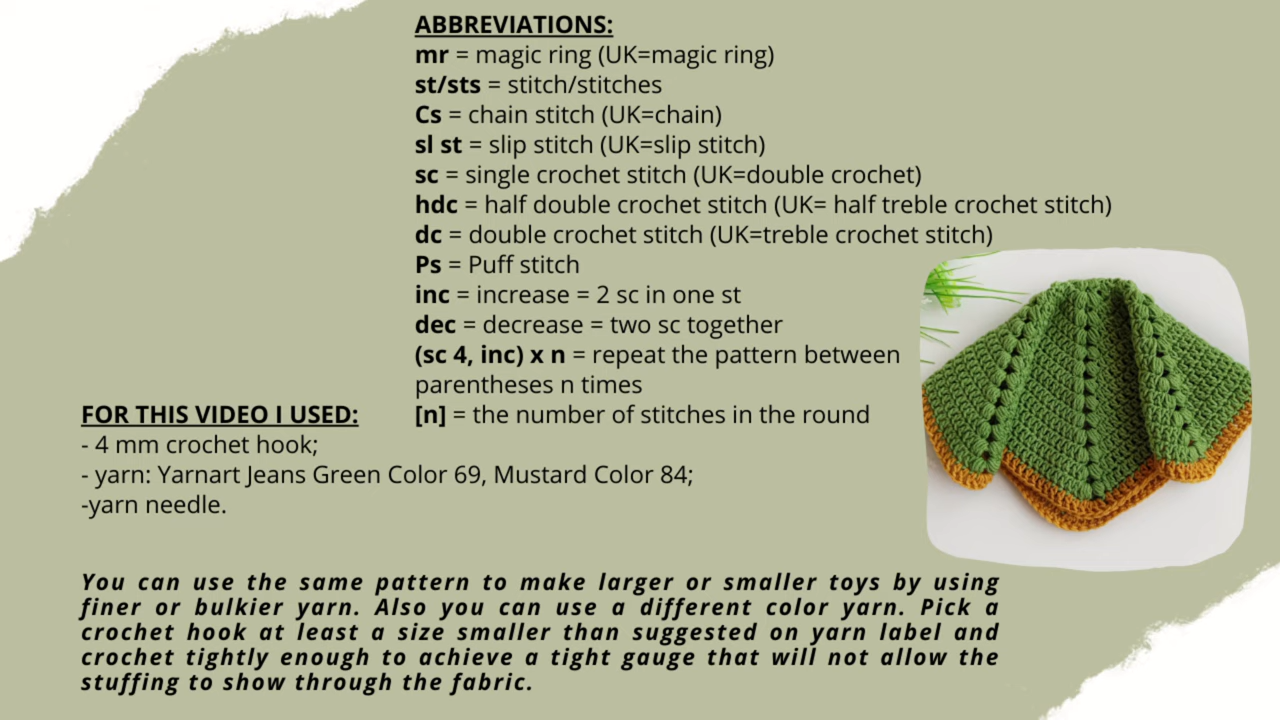 ABBREVIATIONS:
mr = magic ring (UK=magic ring)
st/sts = stitch/stitches
Cs = chain stitch (UK=chain)
sl st = slip stitch (UK=slip stitch)
sc = single crochet stitch (UK=double crochet)
hdc = half double crochet stitch (UK= half treble crochet stitch)
dc = double crochet stitch (UK=treble crochet stitch)
Ps = Puff stitch
inc = increase = 2 sc in one st
dec = decrease = two sc together
(sc 4, inc) x n = repeat the pattern between
parentheses n times
[n] = the number of stitches in the round
FOR THIS VIDEO I USED:
- 4 mm crochet hook;
- yarn: Yarnart Jeans Green Color 69, Mustard Color 84;
-yarn needle.
You can use the same pattern to make larger or smaller toys by using
finer or bulkier yarn. Also you can use a different color yarn. Pick a
crochet hook at least a size smaller than suggested on yarn label and
crochet tightly enough to achieve a tight gauge that will not allow the
stuffing to show through the fabric.